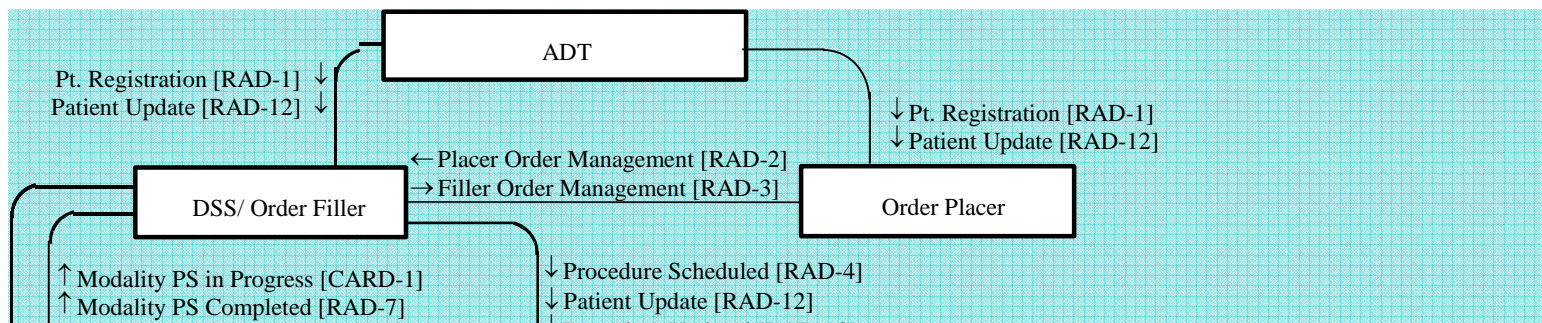 ADT
Pt. Registration [RAD-1] ↓
Patient Update [RAD-12] ↓
↓ Pt. Registration [RAD-1]
↓ Patient Update [RAD-12]
← Placer Order Management [RAD-2]
→ Filler Order Management [RAD-3]
DSS/ Order Filler
Order Placer
↑ Modality PS in Progress [CARD-1]
↑ Modality PS Completed [RAD-7]
↓ Procedure Scheduled [RAD-4]
↓ Patient Update [RAD-12]